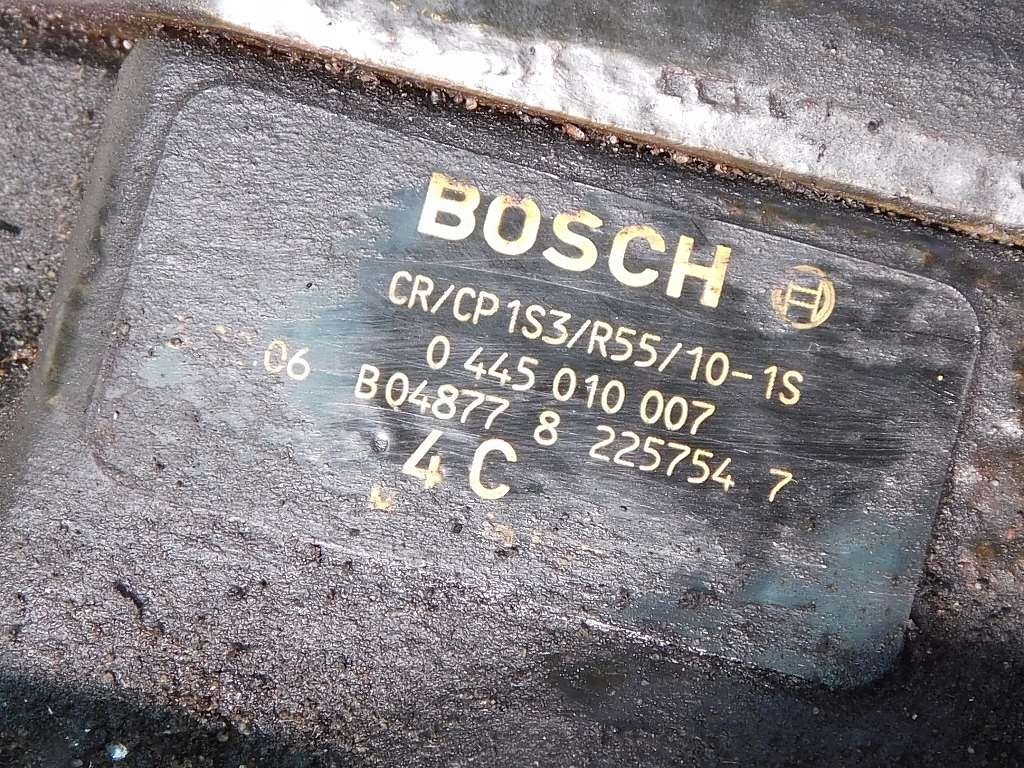 BOSCH
CR/CP1S3/R55/10-1S
0 445 010 007
06 B04877 8 225754 7
4C